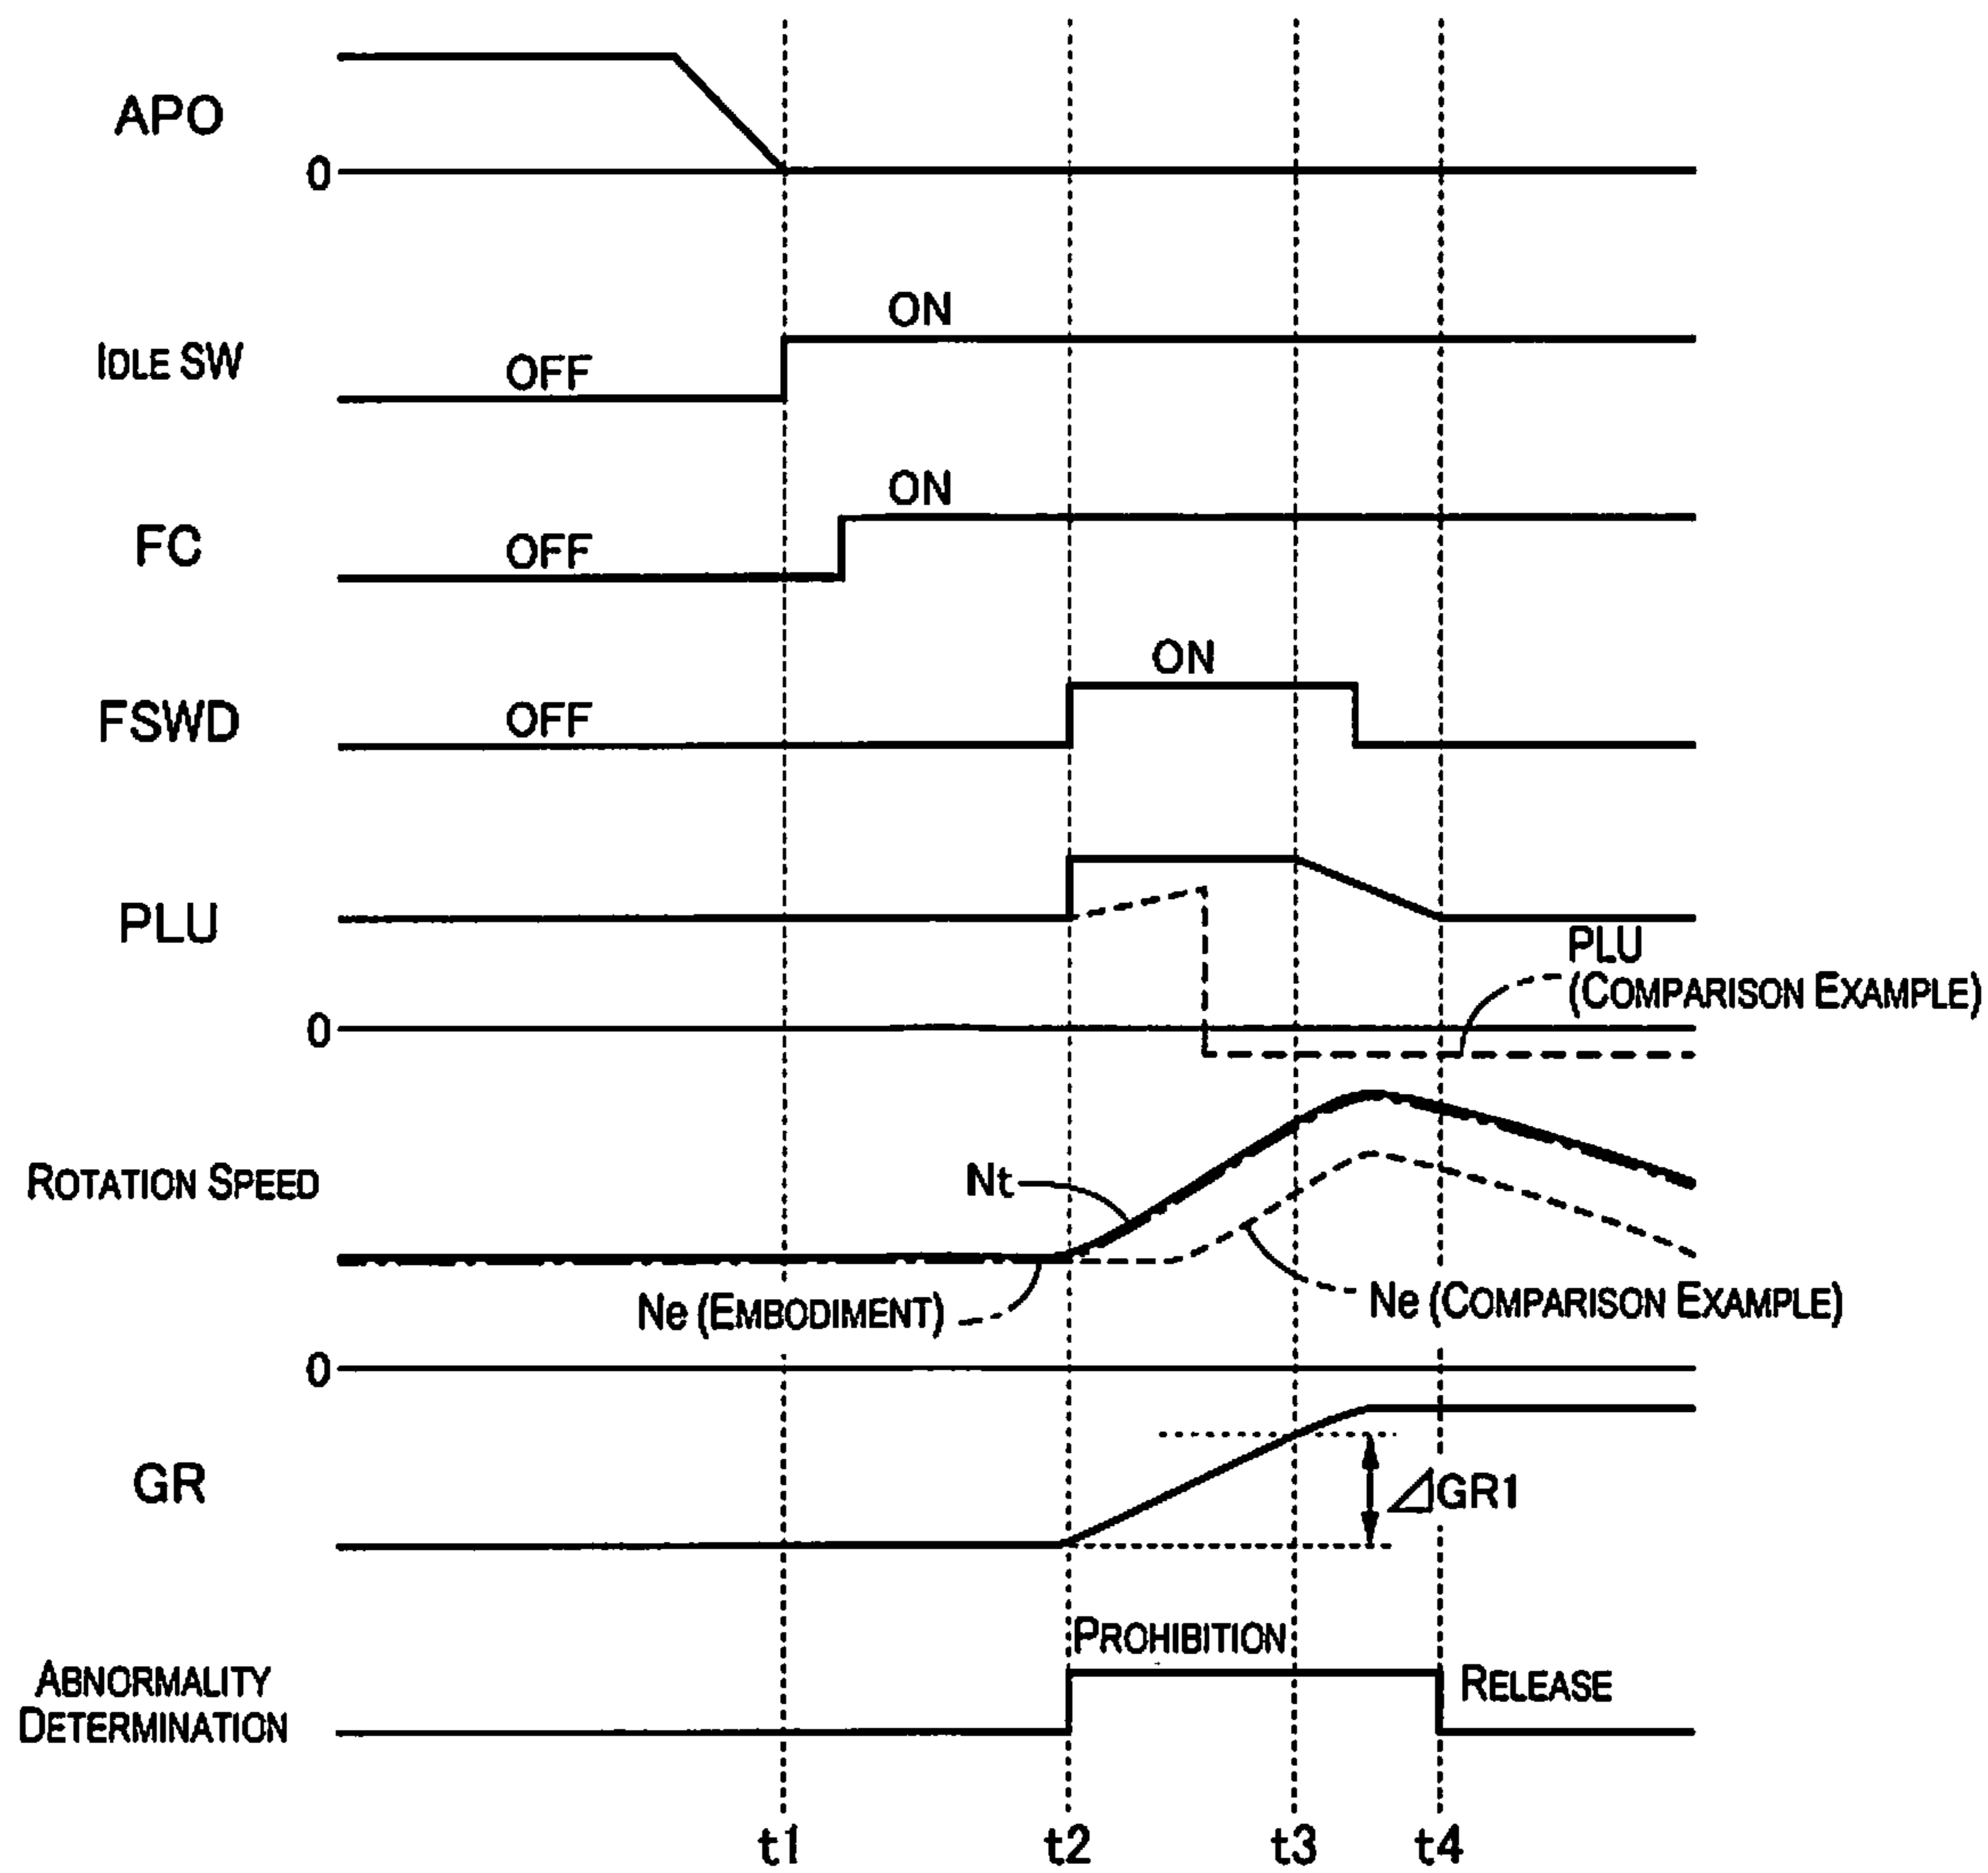 APO
0
IDLE SW
OFF
ON
FC
OFF
ON
FSWD
OFF
ON
PLU
PLU
(COMPARISON EXAMPLE)
0
ROTATION SPEED
Nt
Ne (EMBODIMENT)
Ne (COMPARISON EXAMPLE)
0
GR
⊿GR1
ABNORMALITY
DETERMINATION
PROHIBITION
RELEASE
t1 t2 t3 t4